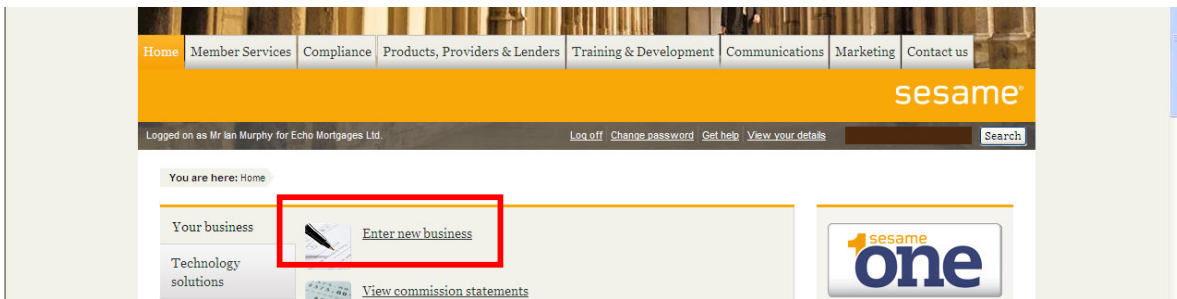 Home Member Services Compliance Products, Providers & Lenders Training & Development Communications Marketing Contact us
sesame
Logged on as Mr Ian Murphy for Echo Mortgages Ltd. Log off Change password Get help View your details Search
You are here: Home
Your business
Enter new business
Technology solutions
View commission statements
1 sesame
one